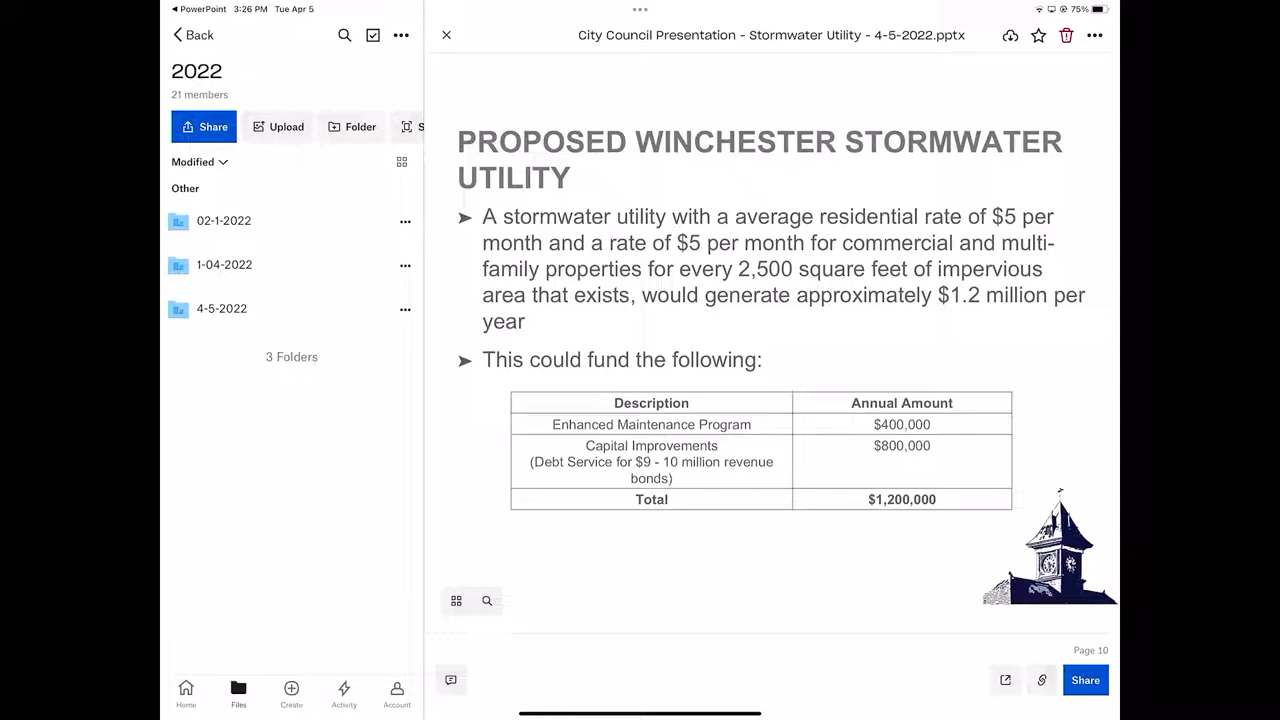 PowerPoint 3:26 PM Tue Apr 5
75%
Back
2022
21 members
Share
Upload
Folder
S
Modified
Other
02-1-2022
1-04-2022
4-5-2022
3 Folders
Home
Files
Create
Activity
Account
City Council Presentation - Stormwater Utility - 4-5-2022.pptx
PROPOSED WINCHESTER STORMWATER
UTILITY
➤ A stormwater utility with a average residential rate of $5 per
month and a rate of $5 per month for commercial and multi-
family properties for every 2,500 square feet of impervious
area that exists, would generate approximately $1.2 million per
year
➤ This could fund the following:
Description Annual Amount
Enhanced Maintenance Program $400,000
Capital Improvements $800,000
(Debt Service for $9 - 10 million revenue
bonds)
Total $1,200,000
Page 10
Share